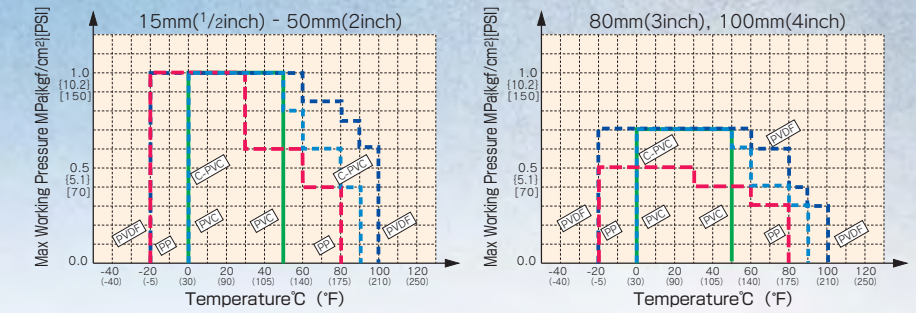 15mm(1/2inch) - 50mm(2inch)
Max Working Pressure MPa{kgf/cm2}[PSI]
1.0
{10.2}
[150]
0.5
{5.1}
[70]
0.0
C-PVC
C-PVC
PVDF
PP
PVC
PVC
PP
PVDF
-40 -20 0 20 40 60 80 100 120
(-40) (-5) (30) (90) (105) (140) (175) (210) (250)
Temperature℃ (°F)
80mm(3inch), 100mm(4inch)
Max Working Pressure MPa{kgf/cm2}[PSI]
1.0
{10.2}
[150]
0.5
{5.1}
[70]
0.0
PVDF
C-PVC
PVDF
PP
PVC
PVC
PP
PVDF
-40 -20 0 20 40 60 80 100 120
(-40) (-5) (30) (90) (105) (140) (175) (210) (250)
Temperature℃ (°F)